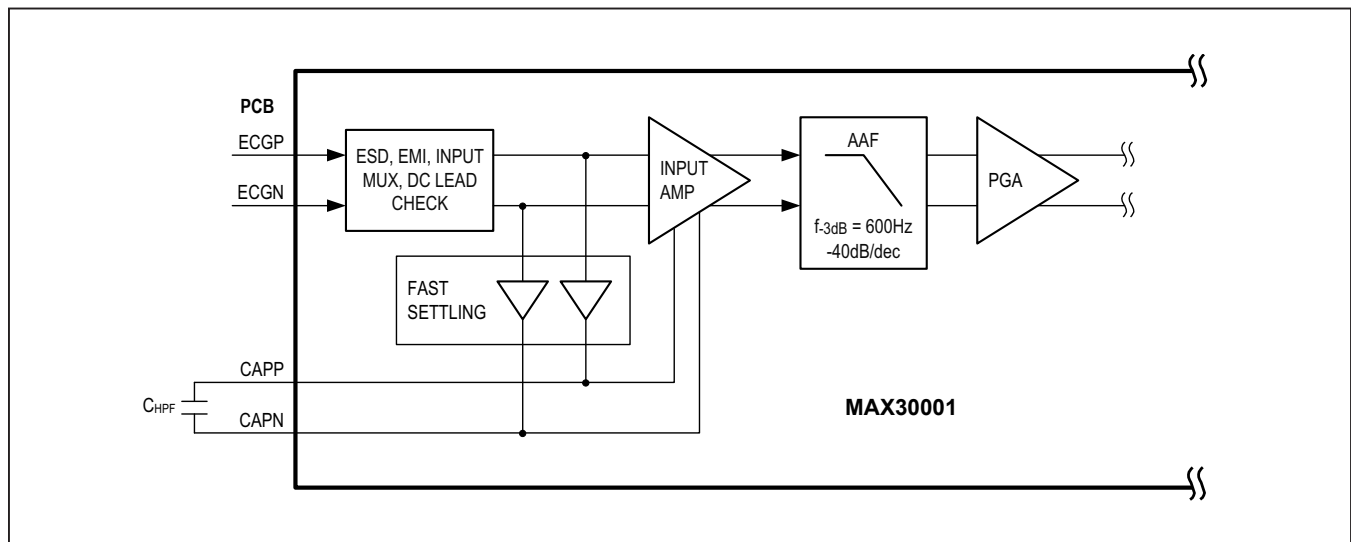 PCB
ECGP
ECGN
ESD, EMI, INPUT
MUX, DC LEAD
CHECK
INPUT
AMP
AAF
f-3dB = 600Hz
-40dB/dec
PGA
FAST
SETTLING
CAPP
CHPF
CAPN
MAX30001